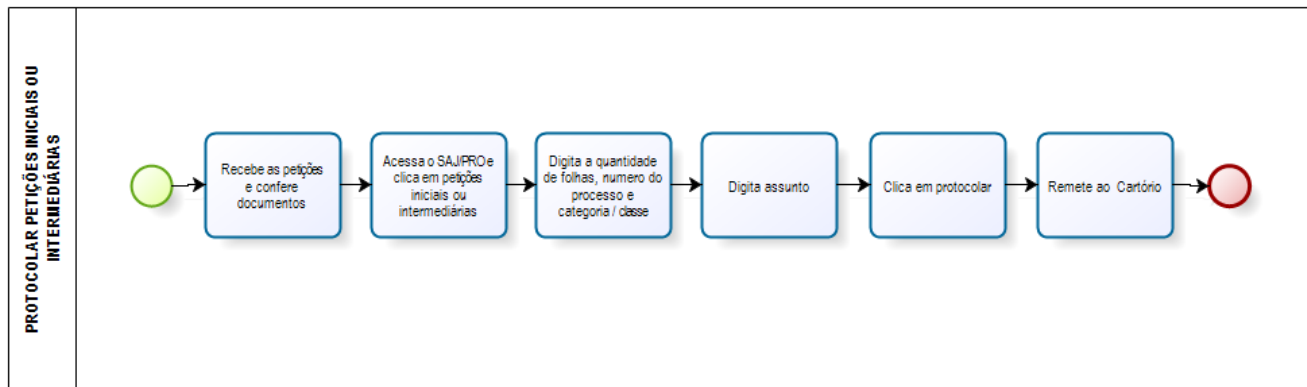 PROTOCOLAR PETIÇÕES INICIAIS OU
INTERMEDIÁRIAS
Recebe as petições
e confere
documentos
Acessa o SAJ/PRO e
clica em petições
iniciais ou
intermediárias
Digita a quantidade
de folhas, numero do
processo e
categoria / classe
Digita assunto
Clica em protocolar
Remete ao Cartório